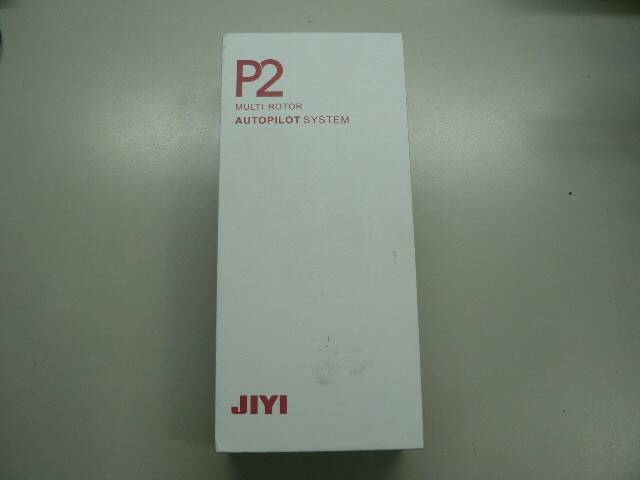 P2
MULTI ROTOR
AUTOPILOT SYSTEM
JIYI